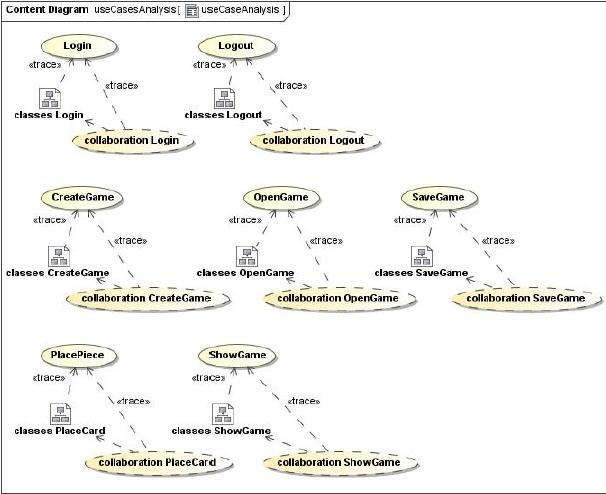 Content Diagram useCasesAnalysis[ useCaseAnalysis ]
Login Logout
«trace» «trace»
«trace» «trace»
classes Login classes Logout
collaboration Login collaboration Logout
CreateGame OpenGame SaveGame
«trace» «trace» «trace»
«trace» «trace» «trace»
classes CreateGame classes OpenGame classes SaveGame
collaboration CreateGame collaboration OpenGame collaboration SaveGame
PlacePiece ShowGame
«trace» «trace»
«trace» «trace»
classes PlaceCard classes ShowGame
collaboration PlaceCard collaboration ShowGame